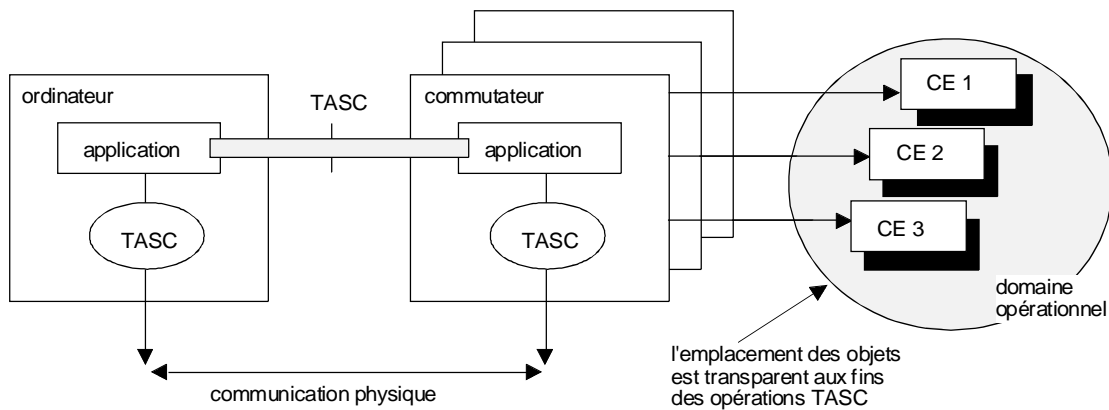 ordinateur
TASC
commutateur
application
application
TASC
TASC
CE 1
CE 2
CE 3
domaine
opérationnel
l'emplacement des objets
est transparent aux fins
des opérations TASC
communication physique